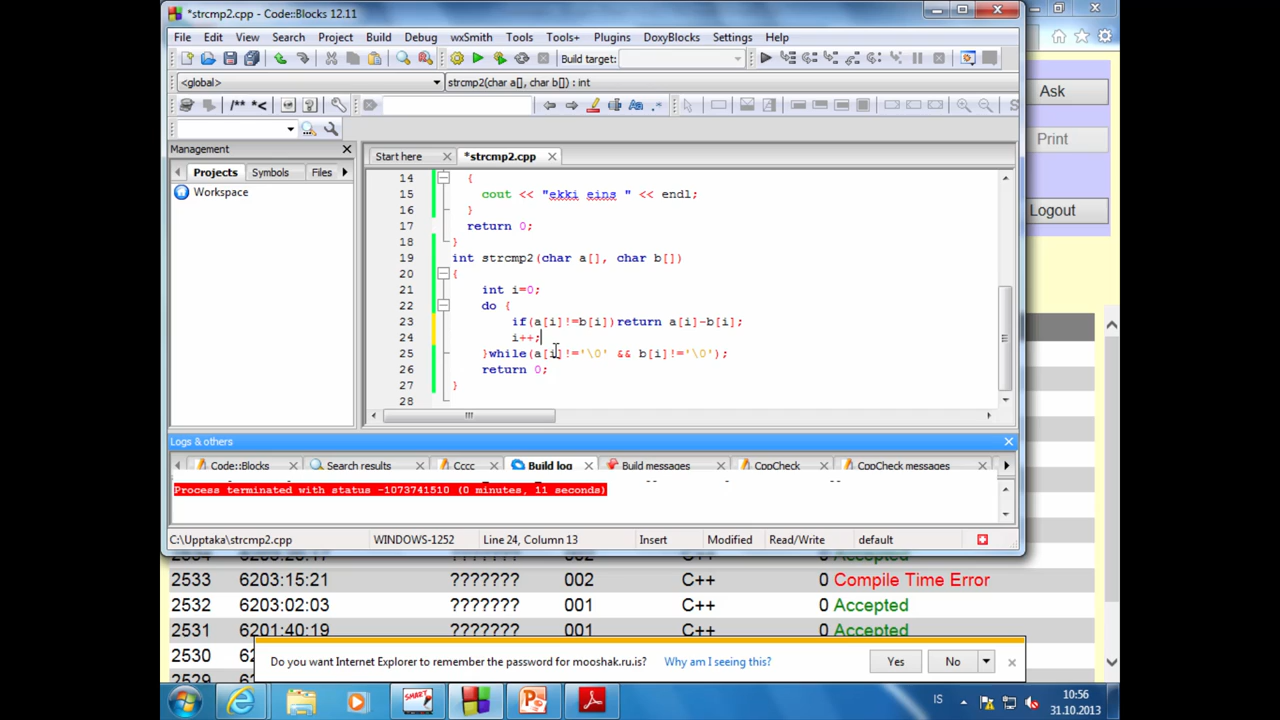 *strcmp2.cpp - Code::Blocks 12.11
File Edit View Search Project Build Debug wxSmith Tools Tools+ Plugins DoxyBlocks Settings Help
Build target:
<global>
strcmp2(char a[], char b[]) : int
/** *<
Aa .*
S
Management
Projects Symbols Files
Workspace
Start here
*strcmp2.cpp
14 {
15 cout << "ekki eins " << endl;
16 }
17 return 0;
18 }
19 int strcmp2(char a[], char b[])
20 {
21 int i=0;
22 do {
23 if(a[i]!=b[i])return a[i]-b[i];
24 i++;
25 }while(a[i]!='\0' && b[i]!='\0');
26 return 0;
27 }
28
Logs & others
Code::Blocks Search results Cccc Build log Build messages CppCheck CppCheck messages
Process terminated with status -1073741510 (0 minutes, 11 seconds)
C:\Upptaka\strcmp2.cpp WINDOWS-1252 Line 24, Column 13 Insert Modified Read/Write default
Ask
Print
Logout
2533 6203:15:21 ??????? 002 C++ 0 Compile Time Error
2532 6203:02:03 ??????? 001 C++ 0 Accepted
2531 6201:40:19 ??????? 001 C++ 0 Accepted
2530
Do you want Internet Explorer to remember the password for mooshak.ru.is? Why am I seeing this? Yes No
SMART
IS
10:56
31.10.2013